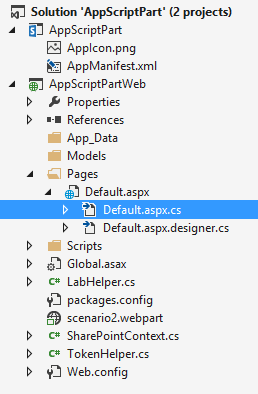 Solution 'AppScriptPart' (2 projects)
AppScriptPart
AppIcon.png
AppManifest.xml
AppScriptPartWeb
Properties
References
App_Data
Models
Pages
Default.aspx
Default.aspx.cs
Default.aspx.designer.cs
Scripts
Global.asax
C# LabHelper.cs
packages.config
scenario2.webpart
C# SharePointContext.cs
C# TokenHelper.cs
Web.config